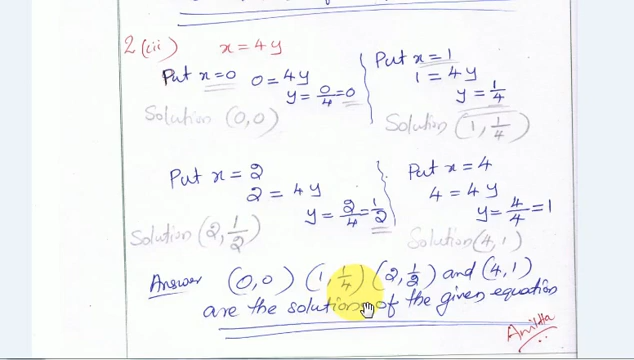 2 (iii) x = 4y
Put x=0 0 = 4y
y = 0/4 = 0
Solution (0,0)
Put x = 1
1 = 4y
y = 1/4
Solution (1, 1/4)
Put x = 2
2 = 4y
y = 2/4 = 1/2
Solution (2, 1/2)
Put x = 4
4 = 4y
y = 4/4 = 1
Solution (4, 1)
Answer (0,0) (1, 1/4) (2, 1/2) and (4, 1)
are the solution of the given equation